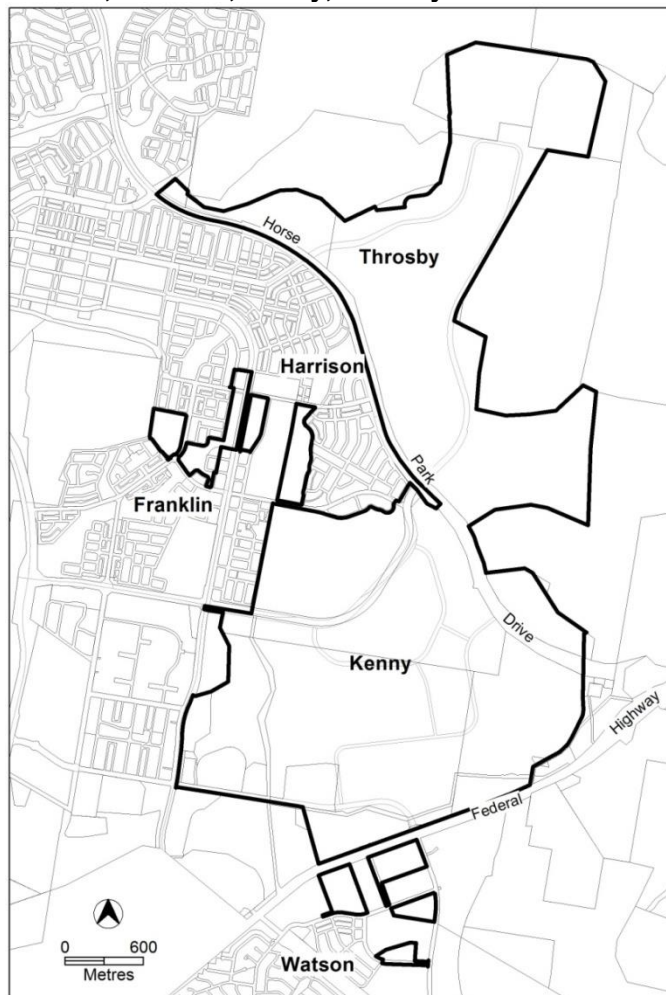 Horse
Throsby
Harrison
Park
Franklin
Drive
Kenny
Highway
Federal
0 600
Metres
Watson